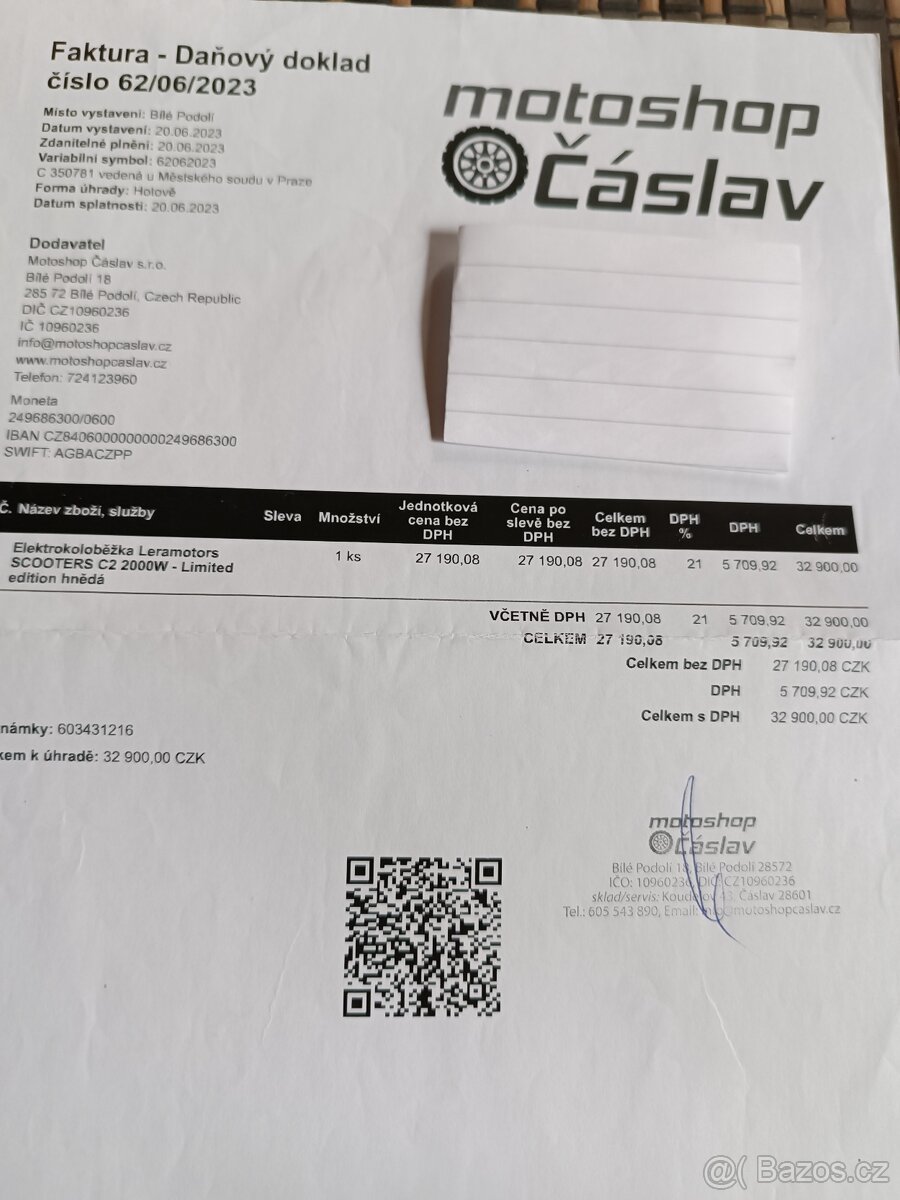 Faktura - Daňový doklad
číslo 62/06/2023
Místo vystavení: Bílé Podolí
Datum vystavení: 20.06.2023
Zdanitelné plnění: 20.06.2023
Variabilní symbol: 62062023
C 350781 vedená u Městského soudu v Praze
Forma úhrady: Hotově
Datum splatnosti: 20.06.2023
motoshop
Čáslav
Dodavatel
Motoshop Čáslav s.r.o.
Bílé Podolí 18
285 72 Bílé Podolí, Czech Republic
DIČ CZ10960236
IČ 10960236
info@motoshopcaslav.cz
www.motoshopcaslav.cz
Telefon: 724123960
Moneta
249686300/0600
IBAN CZ8406000000000249686300
SWIFT: AGBACZPP
Č. Název zboží, služby Sleva Množství Jednotková cena bez DPH Cena po slevě bez DPH Celkem bez DPH DPH % DPH Celkem
Elektrokoloběžka Leramotors 1 ks 27 190,08 27 190,08 27 190,08 21 5 709,92 32 900,00
SCOOTERS C2 2000W - Limited
edition hnědá
VČETNĚ DPH 27 190,08 21 5 709,92 32 900,00
CELKEM 27 190,08 5 709,92 32 900,00
Celkem bez DPH 27 190,08 CZK
DPH 5 709,92 CZK
Celkem s DPH 32 900,00 CZK
námky: 603431216
kem k úhradě: 32 900,00 CZK
motoshop
Čáslav
Bílé Podolí 18, Bílé Podolí 28572
IČO: 10960236, DIČ: CZ10960236
sklad/servis: Koudelov 43, Čáslav 28601
Tel.: 605 543 890, Email: info@motoshopcaslav.cz
@( Bazos.cz